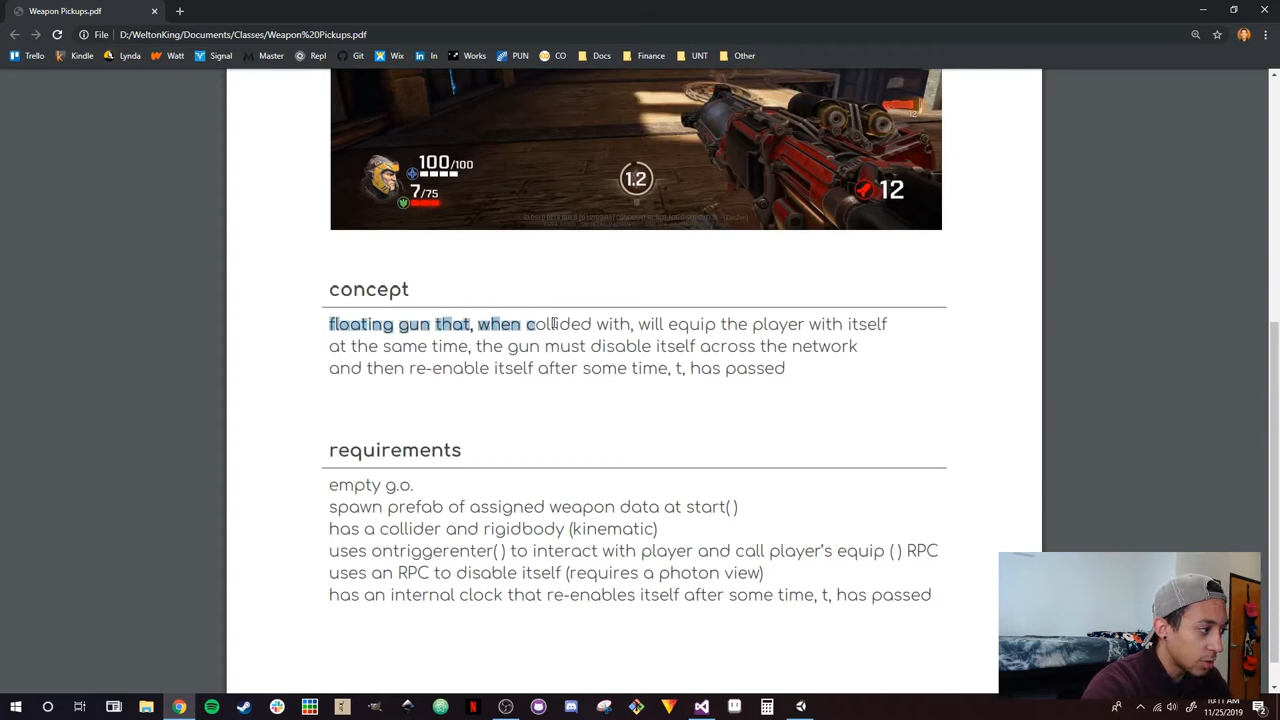 Weapon Pickups.pdf
File D:/WeltonKing/Documents/Classes/Weapon%20Pickups.pdf
Trello Kindle Lynda Watt Signal Master Repl Git Wix In Works PUN CO Docs Finance UNT Other
100/100
7/75
1.2
12
12
concept
floating gun that, when collided with, will equip the player with itself
at the same time, the gun must disable itself across the network
and then re-enable itself after some time, t, has passed
requirements
empty g.o.
spawn prefab of assigned weapon data at start( )
has a collider and rigidbody (kinematic)
uses ontriggerenter( ) to interact with player and call player's equip ( ) RPC
uses an RPC to disable itself (requires a photon view)
has an internal clock that re-enables itself after some time, t, has passed
11/25/2019